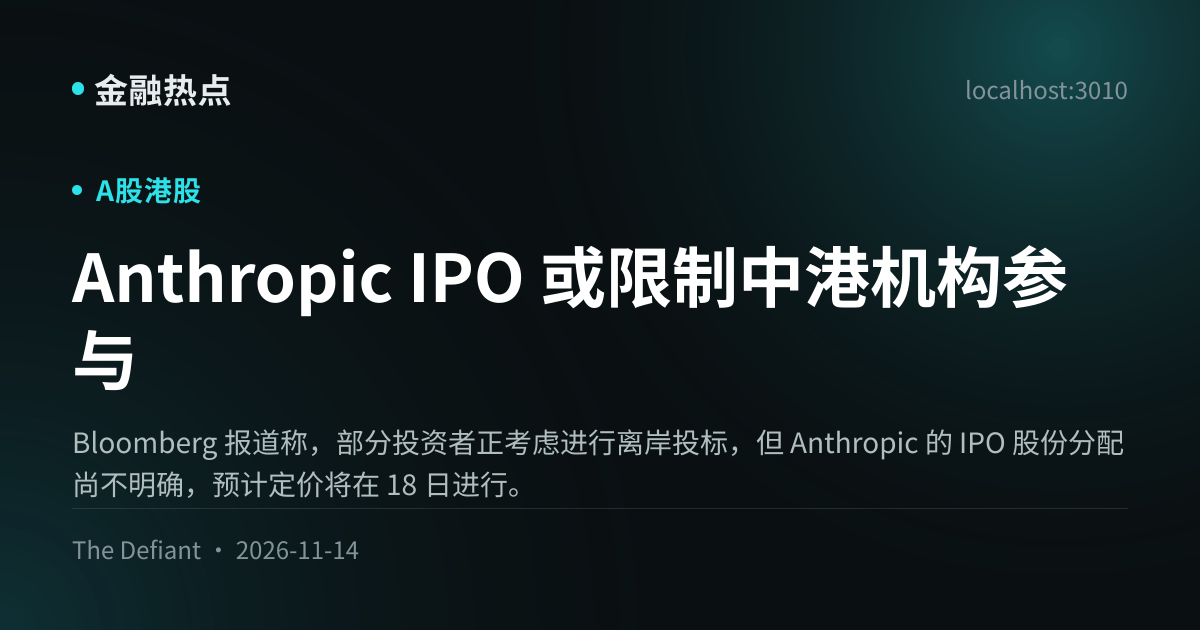 金融热点
localhost:3010
A股港股
Anthropic IPO 或限制中港机构参
与
Bloomberg 报道称，部分投资者正考虑进行离岸投标，但 Anthropic 的 IPO 股份分配
尚不明确，预计定价将在 18 日进行。
The Defiant · 2026-11-14